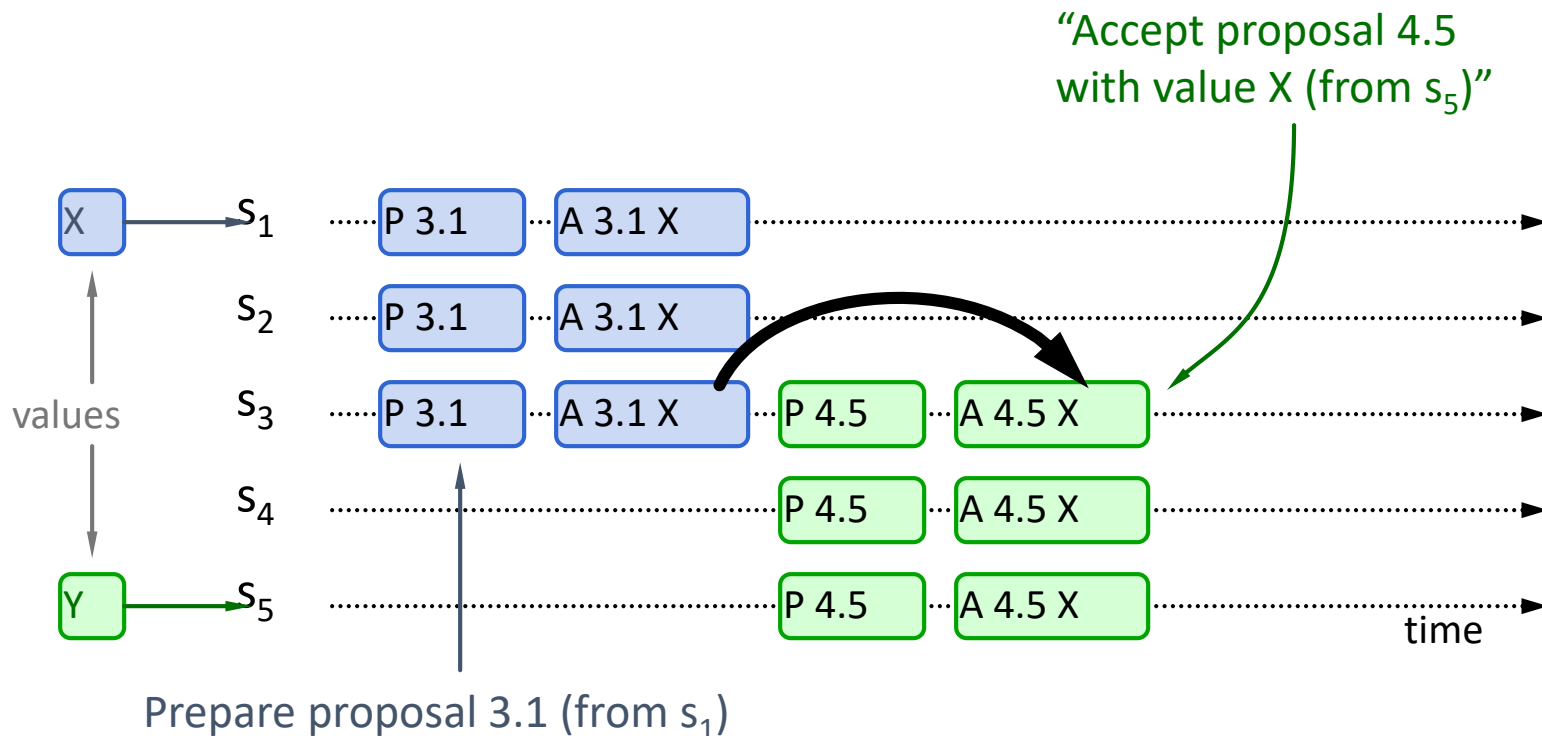 “Accept proposal 4.5
with value X (from s₅)”
X s₁ P 3.1 A 3.1 X
s₂ P 3.1 A 3.1 X
values s₃ P 3.1 A 3.1 X P 4.5 A 4.5 X
s₄ P 4.5 A 4.5 X
Y s₅ P 4.5 A 4.5 X
time
Prepare proposal 3.1 (from s₁)